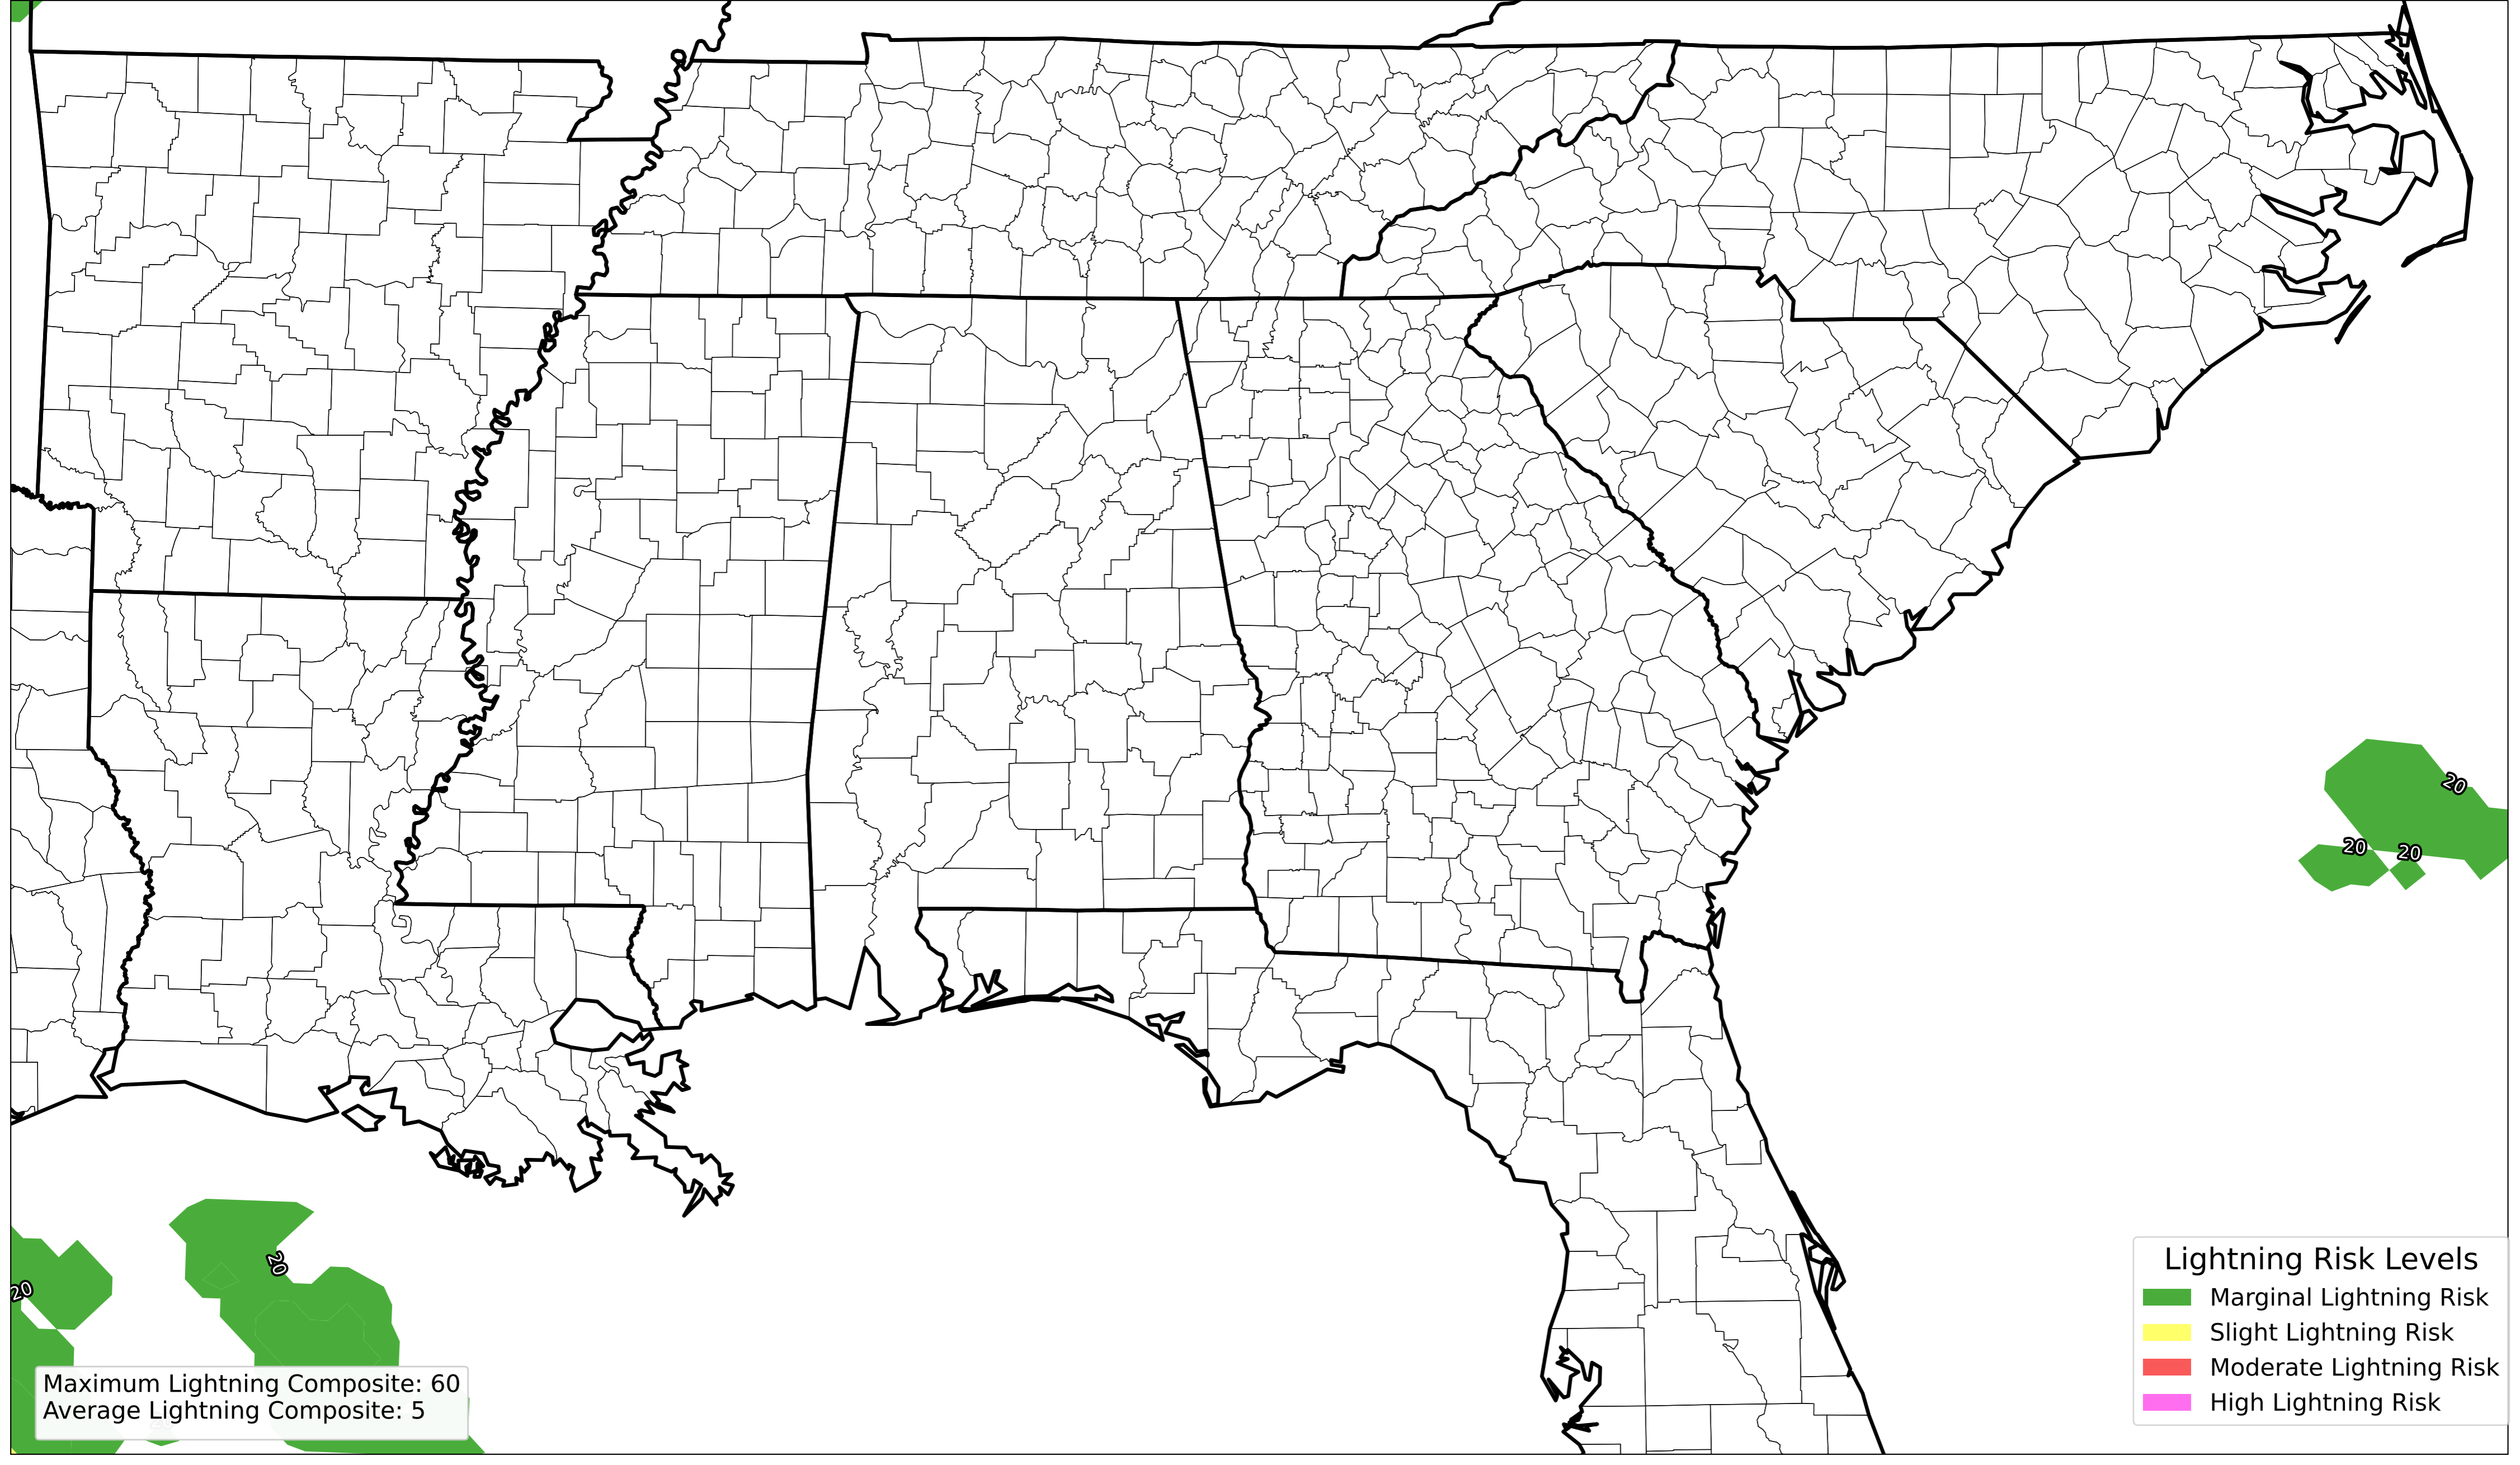 20
20
20
20
20
Lightning Risk Levels
Marginal Lightning Risk
Slight Lightning Risk
Moderate Lightning Risk
High Lightning Risk
Maximum Lightning Composite: 60
Average Lightning Composite: 5